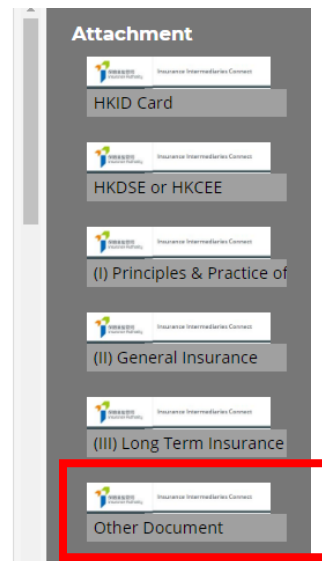 Attachment
Insurance Intermediaries Connect
HKID Card
Insurance Intermediaries Connect
HKDSE or HKCEE
Insurance Intermediaries Connect
(I) Principles & Practice of
Insurance Intermediaries Connect
(II) General Insurance
Insurance Intermediaries Connect
(III) Long Term Insurance
Insurance Intermediaries Connect
Other Document